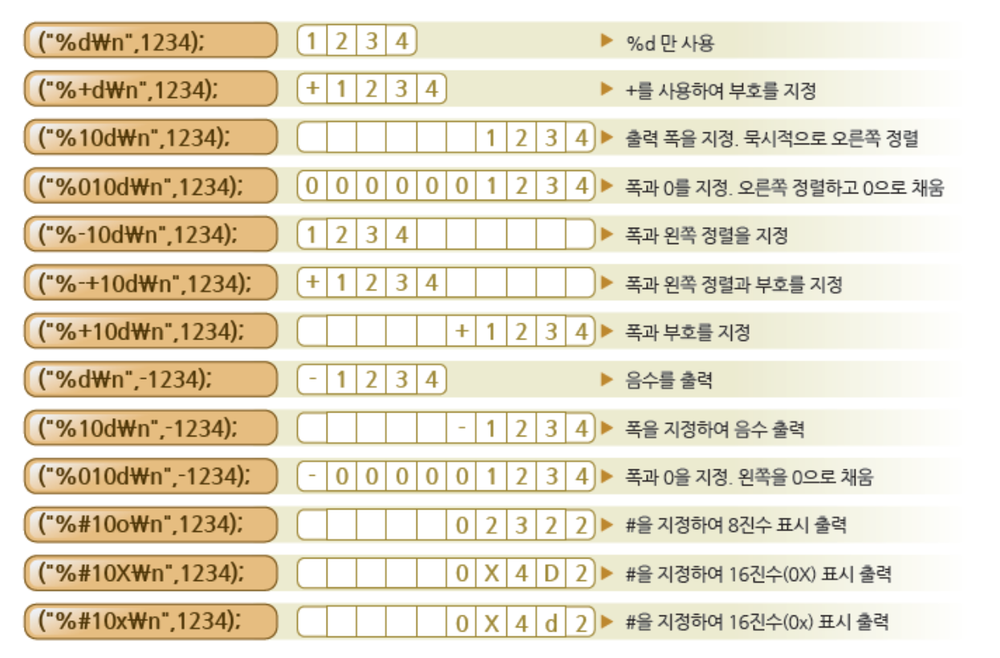 ("%d₩n",1234); 1 2 3 4 ▶ %d 만 사용
("%+d₩n",1234); + 1 2 3 4 ▶ +를 사용하여 부호를 지정
("%10d₩n",1234); 1 2 3 4 ▶ 출력 폭을 지정. 묵시적으로 오른쪽 정렬
("%010d₩n",1234); 0 0 0 0 0 0 1 2 3 4 ▶ 폭과 0를 지정. 오른쪽 정렬하고 0으로 채움
("%-10d₩n",1234); 1 2 3 4 ▶ 폭과 왼쪽 정렬을 지정
("%-+10d₩n",1234); + 1 2 3 4 ▶ 폭과 왼쪽 정렬과 부호를 지정
("%+10d₩n",1234); + 1 2 3 4 ▶ 폭과 부호를 지정
("%d₩n",-1234); - 1 2 3 4 ▶ 음수를 출력
("%10d₩n",-1234); - 1 2 3 4 ▶ 폭을 지정하여 음수 출력
("%010d₩n",-1234); - 0 0 0 0 0 1 2 3 4 ▶ 폭과 0을 지정. 왼쪽을 0으로 채움
("%#10o₩n",1234); 0 2 3 2 2 ▶ #을 지정하여 8진수 표시 출력
("%#10X₩n",1234); 0 X 4 D 2 ▶ #을 지정하여 16진수(0X) 표시 출력
("%#10x₩n",1234); 0 X 4 d 2 ▶ #을 지정하여 16진수(0x) 표시 출력